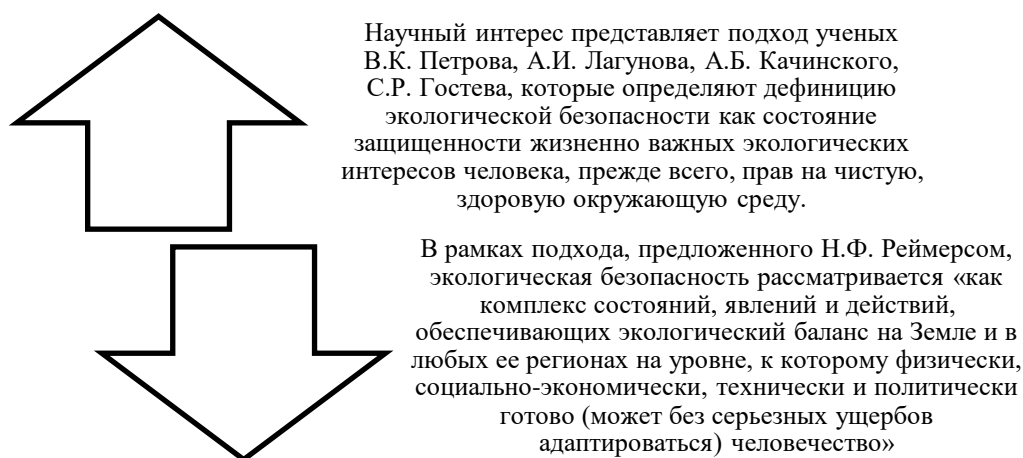 Научный интерес представляет подход ученых
В.К. Петрова, А.И. Лагунова, А.Б. Качинского,
С.Р. Гостева, которые определяют дефиницию
экологической безопасности как состояние
защищенности жизненно важных экологических
интересов человека, прежде всего, прав на чистую,
здоровую окружающую среду.
В рамках подхода, предложенного Н.Ф. Реймерсом,
экологическая безопасность рассматривается «как
комплекс состояний, явлений и действий,
обеспечивающих экологический баланс на Земле и в
любых ее регионах на уровне, к которому физически,
социально-экономически, технически и политически
готово (может без серьезных ущербов
адаптироваться) человечество»